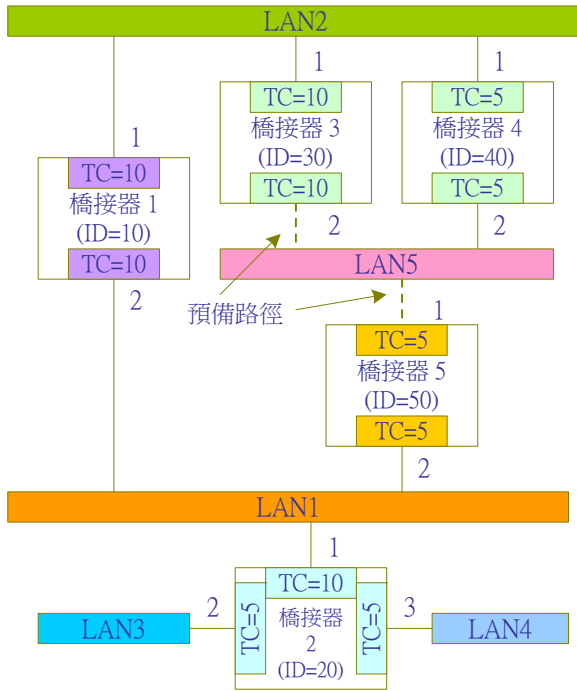 LAN2
1
1
1
TC=10
橋接器 3
(ID=30)
TC=10
2
TC=5
橋接器 4
(ID=40)
TC=5
2
TC=10
橋接器 1
(ID=10)
TC=10
2
LAN5
預備路徑
1
TC=5
橋接器 5
(ID=50)
TC=5
2
LAN1
1
TC=10
2
TC=5
橋接器
2
(ID=20)
TC=5
3
LAN3
LAN4